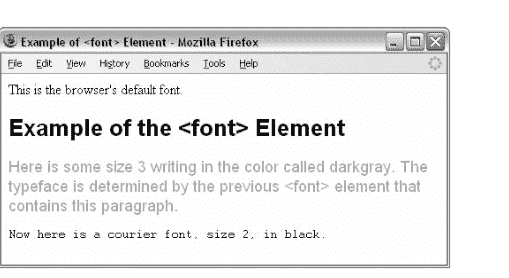 Example of <font> Element - Mozilla Firefox
File Edit View History Bookmarks Tools Help
This is the browser's default font.
Example of the <font> Element
Here is some size 3 writing in the color called darkgray. The
typeface is determined by the previous <font> element that
contains this paragraph.
Now here is a courier font, size 2, in black.